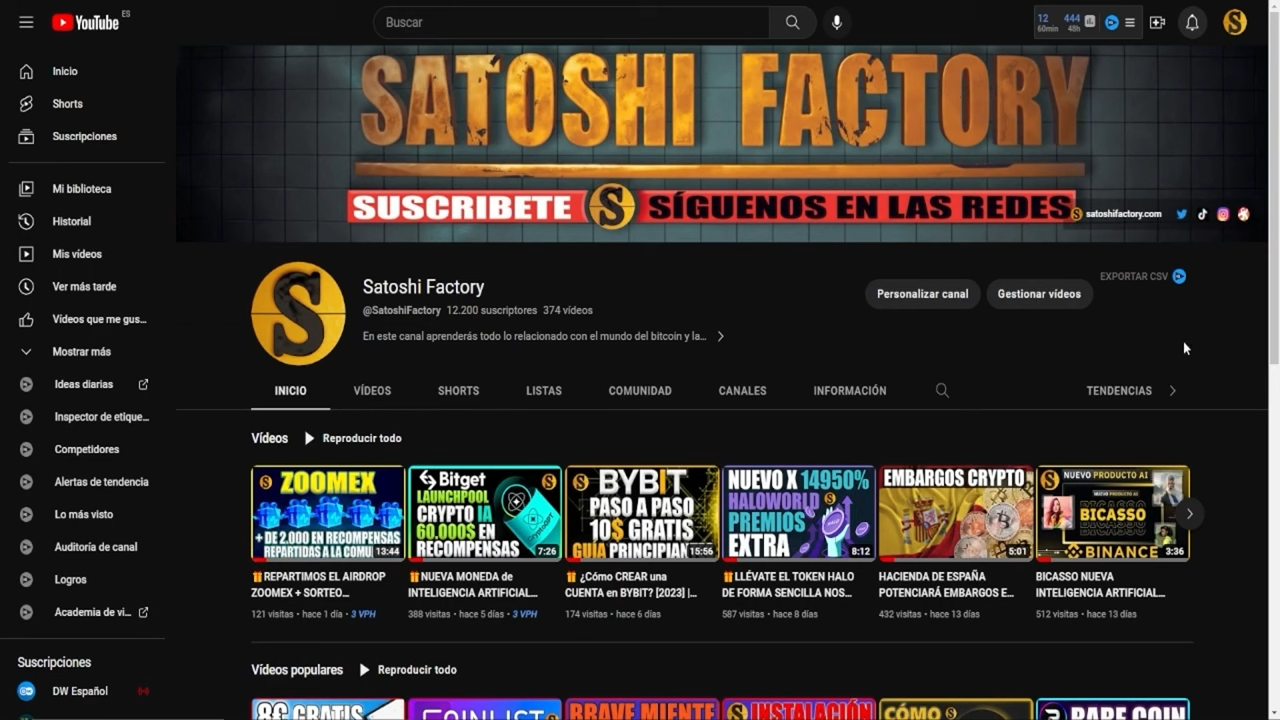 YouTube ES
Buscar
12 444
60min 48h
Inicio
Shorts
Suscripciones
Mi biblioteca
Historial
Mis vídeos
Ver más tarde
Vídeos que me gus...
Mostrar más
Ideas diarias
Inspector de etique...
Competidores
Alertas de tendencia
Lo más visto
Auditoría de canal
Logros
Academia de vi...
Suscripciones
DW Español
SATOSHI FACTORY
SUSCRIBETE S SÍGUENOS EN LAS REDES
satoshifactory.com
Satoshi Factory
@SatoshiFactory 12.200 suscriptores 374 vídeos
En este canal aprenderás todo lo relacionado con el mundo del bitcoin y la...
Personalizar canal
Gestionar vídeos
EXPORTAR CSV
INICIO VÍDEOS SHORTS LISTAS COMUNIDAD CANALES INFORMACIÓN TENDENCIAS
Vídeos Reproducir todo
ZOOMEX
+ DE 2.000 EN RECOMPENSAS
REPARTIDAS A LA COMU
13:44
REPARTIMOS EL AIRDROP
ZOOMEX + SORTEO...
121 visitas • hace 1 día • 3 VPH
Bitget
LAUNCHPOOL
CRYPTO IA
60.000$ EN
RECOMPENSAS
7:26
NUEVA MONEDA de
INTELIGENCIA ARTIFICIAL...
388 visitas • hace 5 días • 3 VPH
BYBIT
PASO A PASO
10$ GRATIS
GUÍA PRINCIPIAN
15:56
¿Cómo CREAR una
CUENTA en BYBIT? [2023] |...
174 visitas • hace 6 días
NUEVO X 14950%
HALOWORLD
PREMIOS
EXTRA
8:12
LLÉVATE EL TOKEN HALO
DE FORMA SENCILLA NOS...
587 visitas • hace 8 días
EMBARGOS CRYPTO
5:01
HACIENDA DE ESPAÑA
POTENCIARÁ EMBARGOS E...
432 visitas • hace 13 días
NUEVO PRODUCTO AI
BICASSO
BINANCE
3:36
BICASSO NUEVA
INTELIGENCIA ARTIFICIAL...
512 visitas • hace 13 días
Vídeos populares Reproducir todo
8€ GRATIS
COINLIST
BRAVE MIENTE
INSTALACIÓN
CÓMO